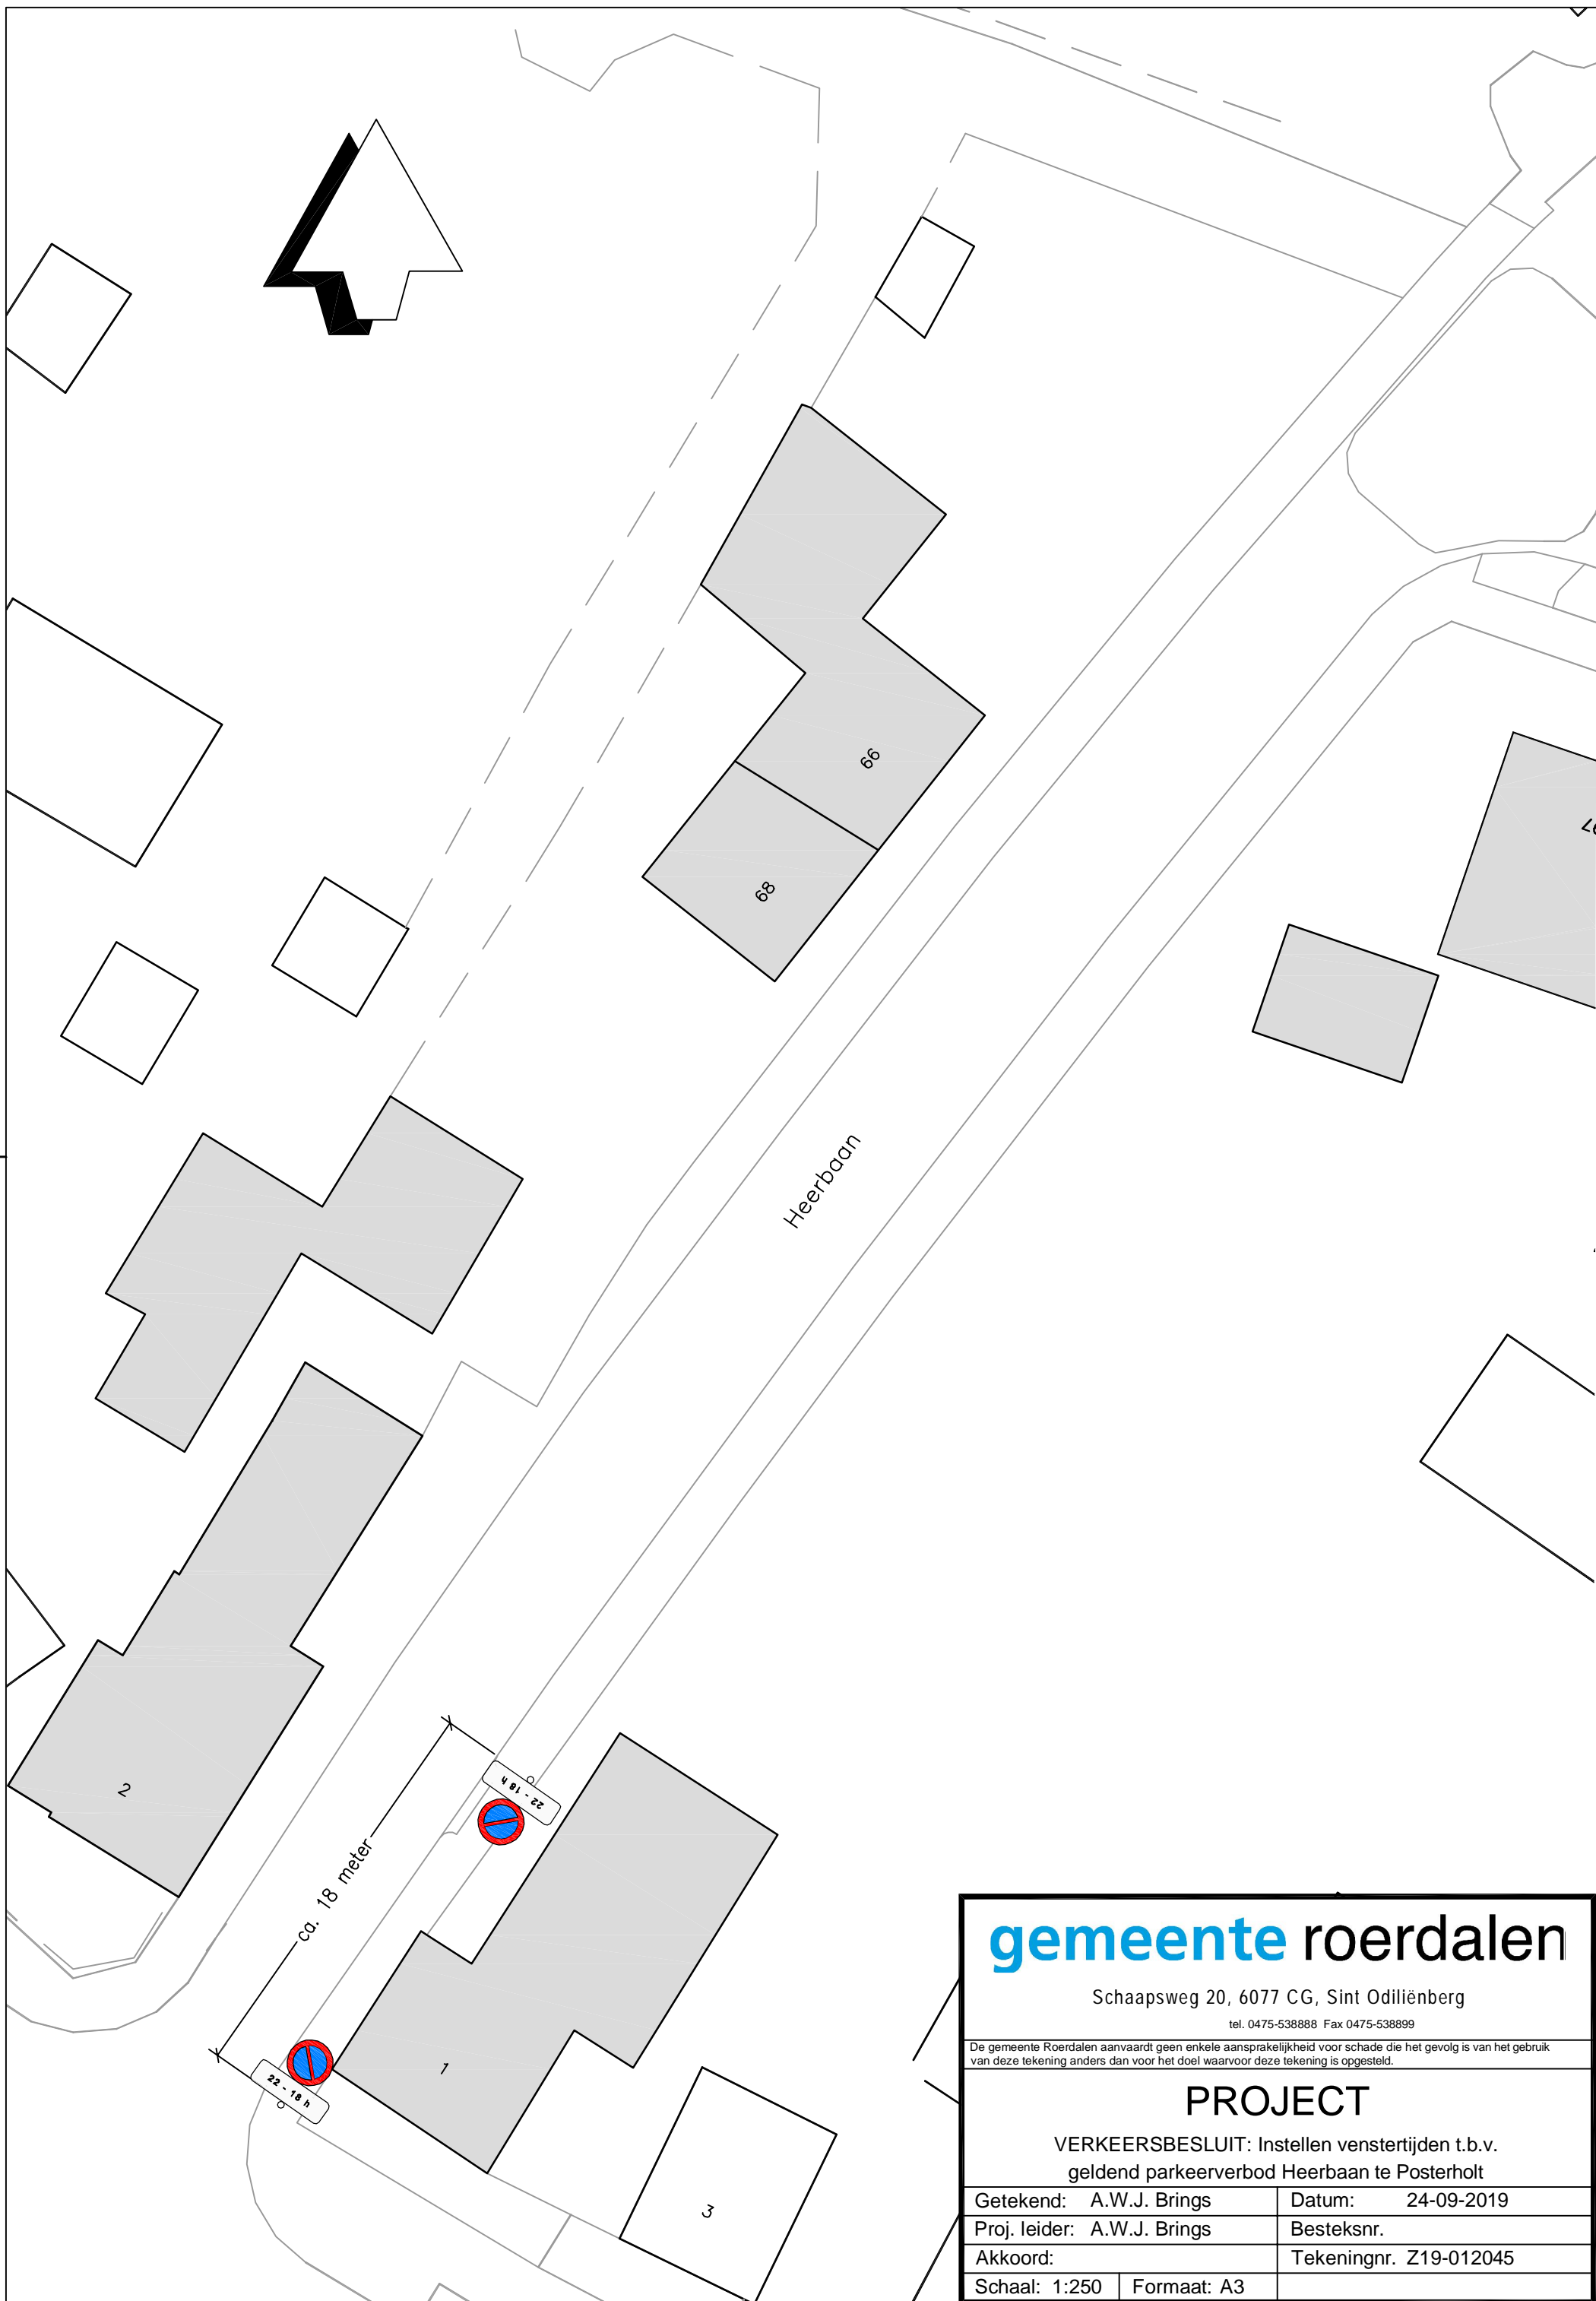 66
68
97
Heerbaan
2
22 - 18 h
ca. 18 meter
1
22 - 18 h
3
gemeente roerdalen
Schaapsweg 20, 6077 CG, Sint Odiliënberg
tel. 0475-538888 Fax 0475-538899
De gemeente Roerdalen aanvaardt geen enkele aansprakelijkheid voor schade die het gevolg is van het gebruik
van deze tekening anders dan voor het doel waarvoor deze tekening is opgesteld.
PROJECT
VERKEERSBESLUIT: Instellen venstertijden t.b.v.
geldend parkeerverbod Heerbaan te Posterholt
Getekend: A.W.J. Brings Datum: 24-09-2019
Proj. leider: A.W.J. Brings Besteksnr.
Akkoord: Tekeningnr. Z19-012045
Schaal: 1:250 Formaat: A3